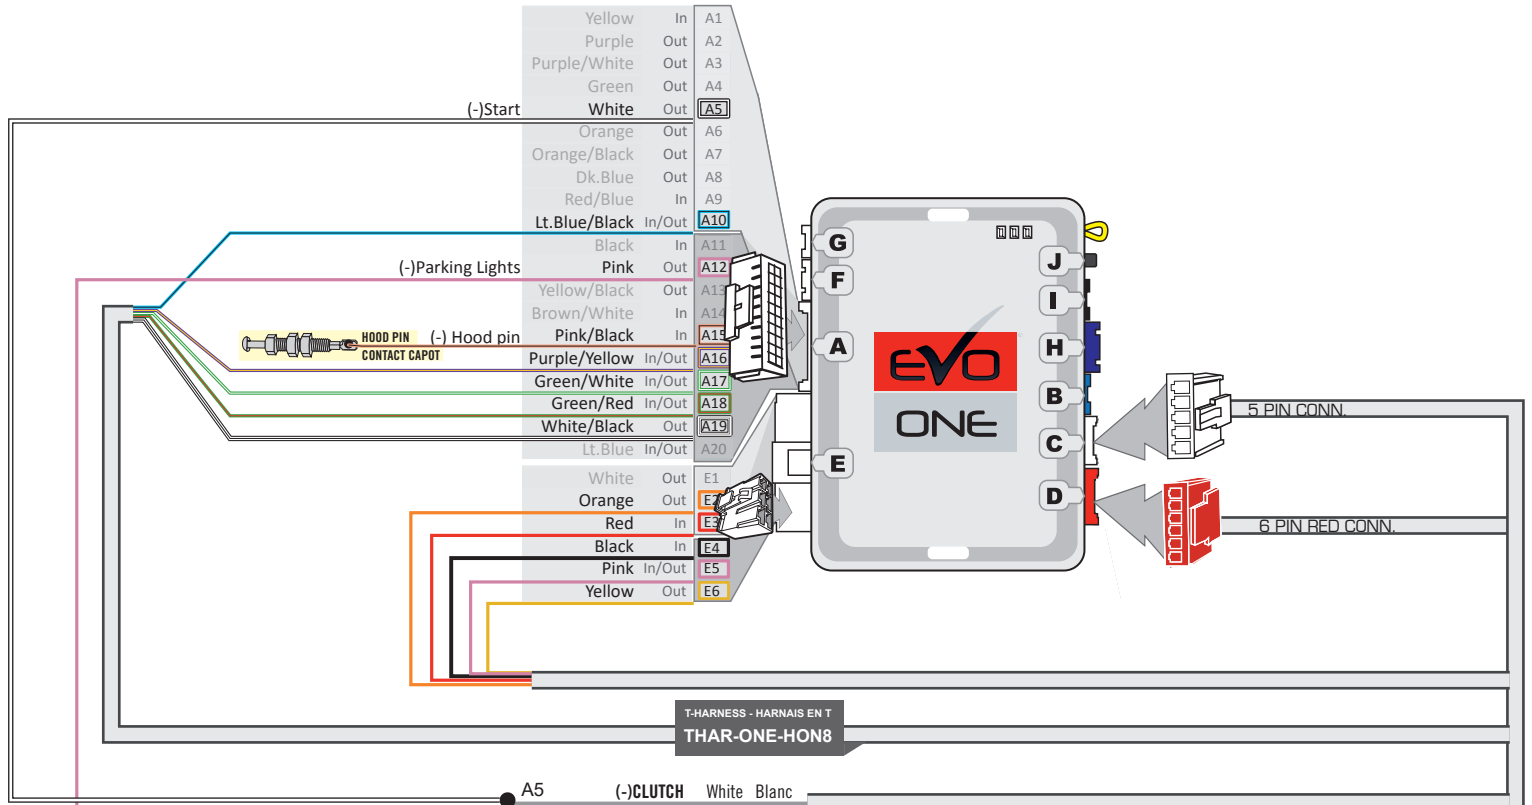 Yellow In A1
Purple Out A2
Purple/White Out A3
Green Out A4
(-)Start White Out A5
Orange Out A6
Orange/Black Out A7
Dk.Blue Out A8
Red/Blue In A9
Lt.Blue/Black In/Out A10
Black In A11
(-)Parking Lights Pink Out A12
Yellow/Black Out A13
Brown/White In A14
HOOD PIN (-) Hood pin Pink/Black In A15
CONTACT CAPOT
Purple/Yellow In/Out A16
Green/White In/Out A17
Green/Red In/Out A18
White/Black Out A19
Lt.Blue In/Out A20
White Out E1
Orange Out E2
Red In E3
Black In E4
Pink In/Out E5
Yellow Out E6
G
F
A
E
J
I
H
B
C
D
EVO
ONE
5 PIN CONN.
6 PIN RED CONN.
T-HARNESS - HARNAIS EN T
THAR-ONE-HON8
A5 (-)CLUTCH White Blanc